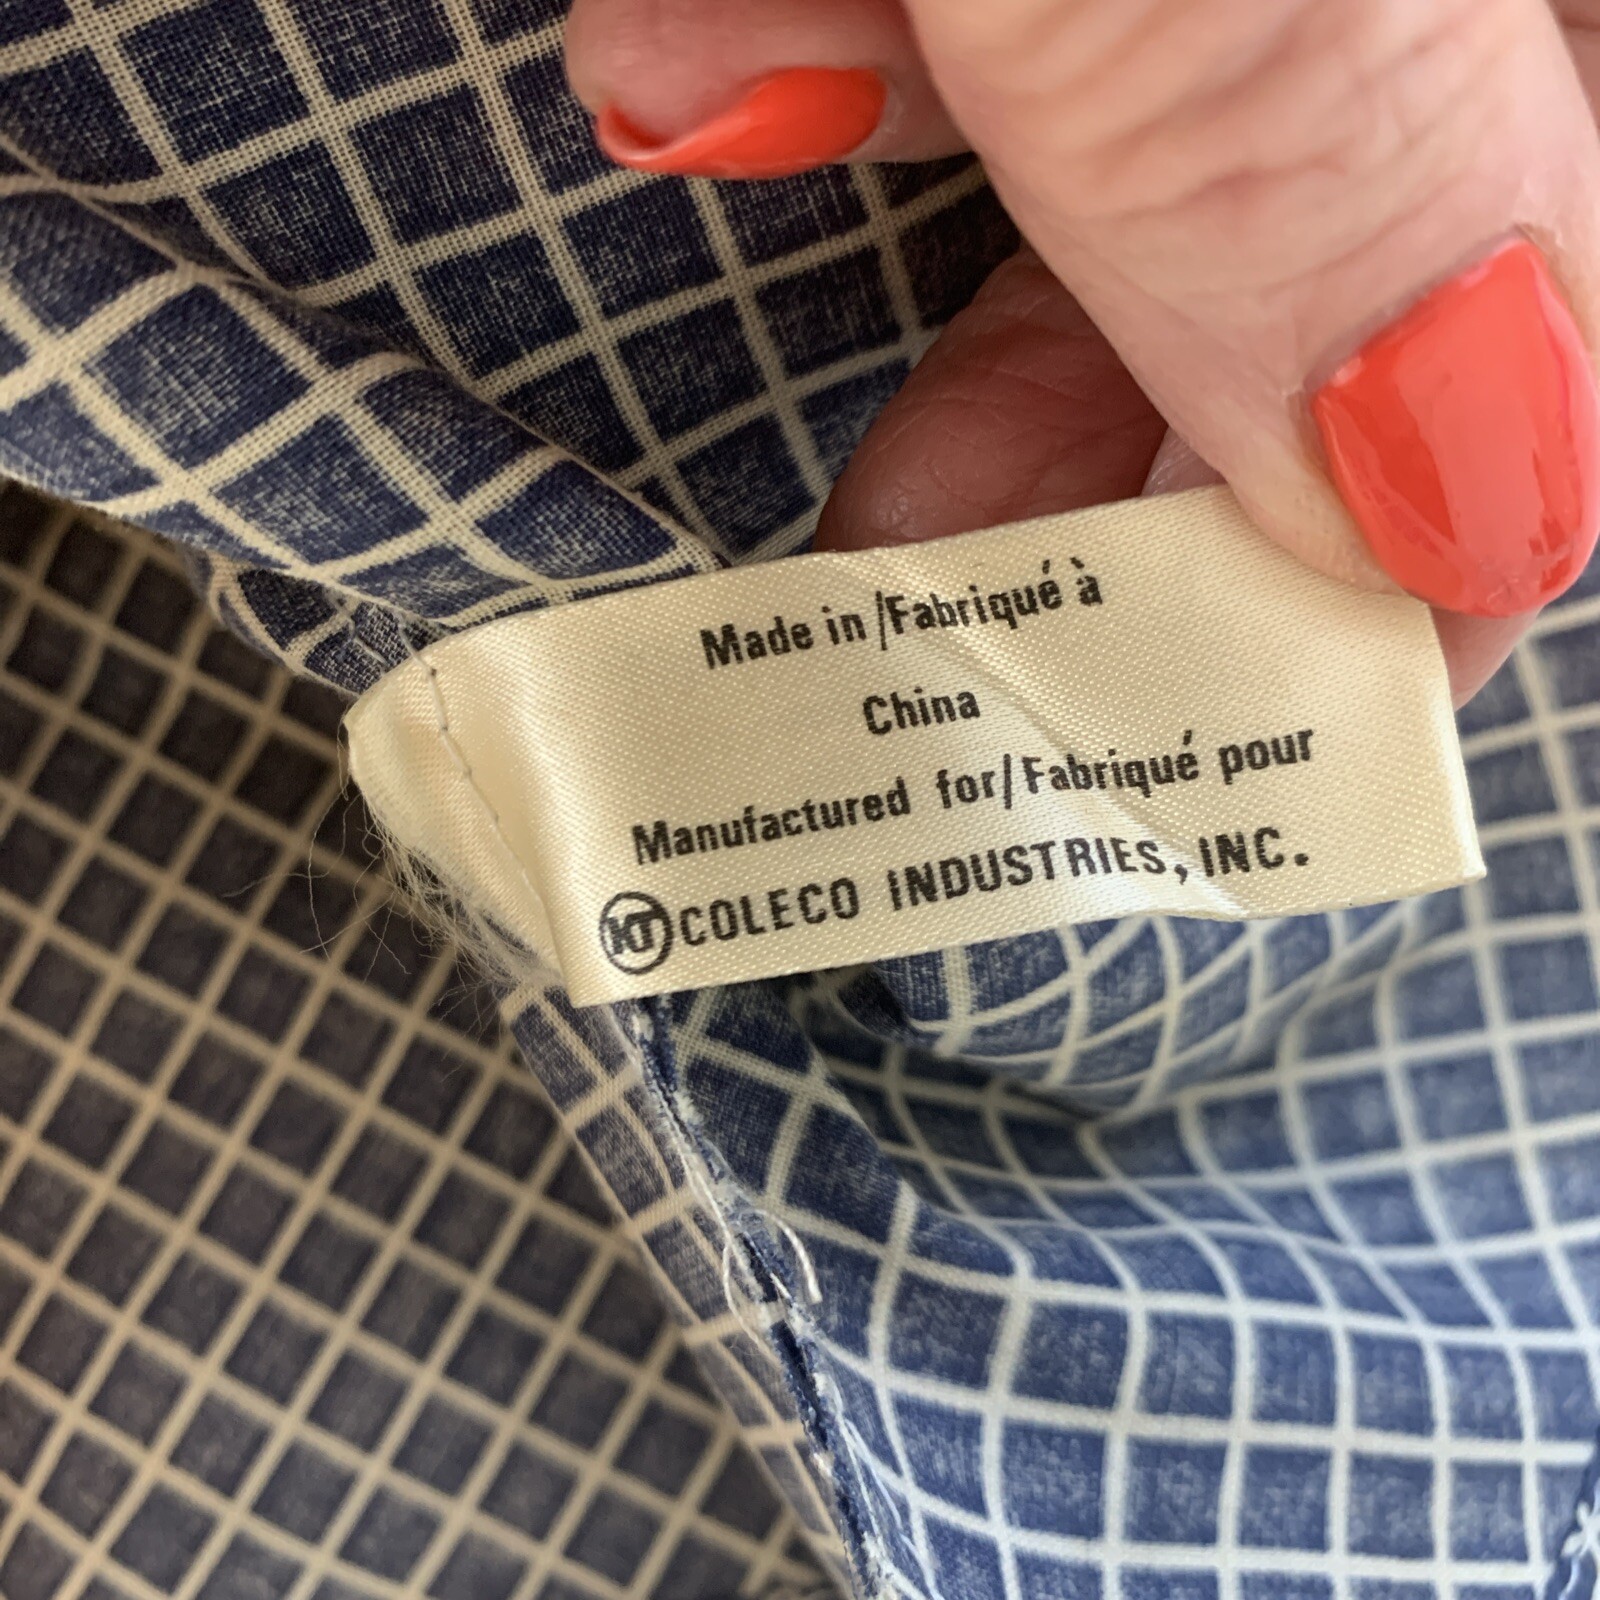 Made in/Fabriqué à
China
Manufactured for/Fabriqué pour
KT COLECO INDUSTRIES, INC.